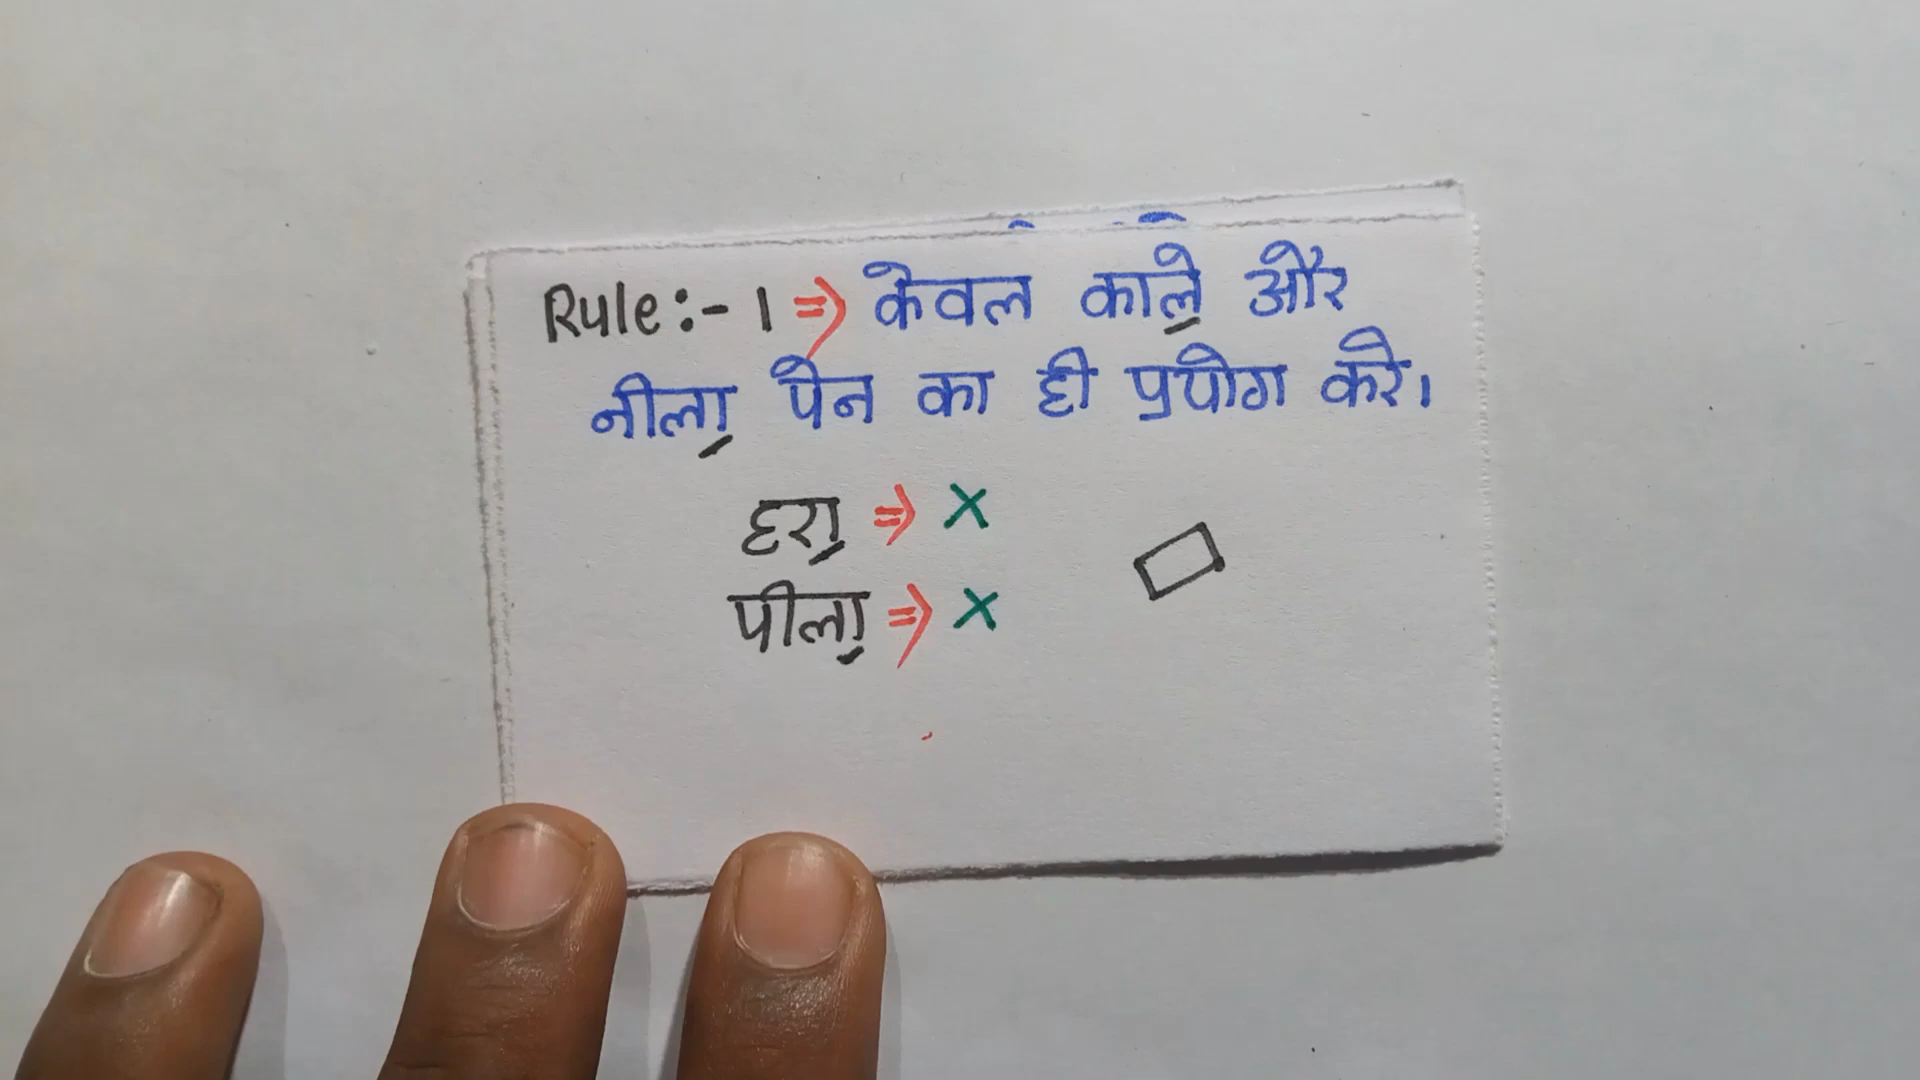 Rule:- 1 => केवल काले और
नीला पेन का ही प्रयोग करे।
हरा => ×
पीला => ×